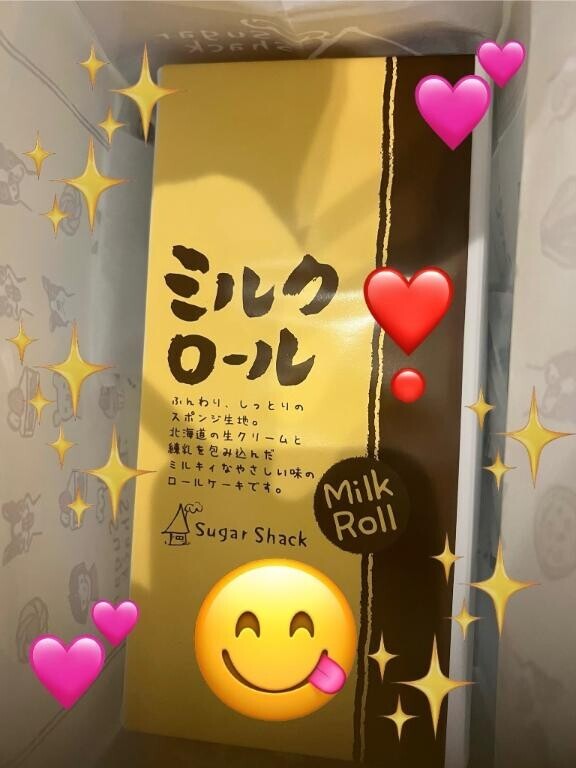 ミルク
ロール
ふんわり、しっとりの
スポンジ生地。
北海道の生クリームと
練乳を包み込んだ
ミルキィなやさしい味の
ロールケーキです。
Sugar Shack
Milk
Roll